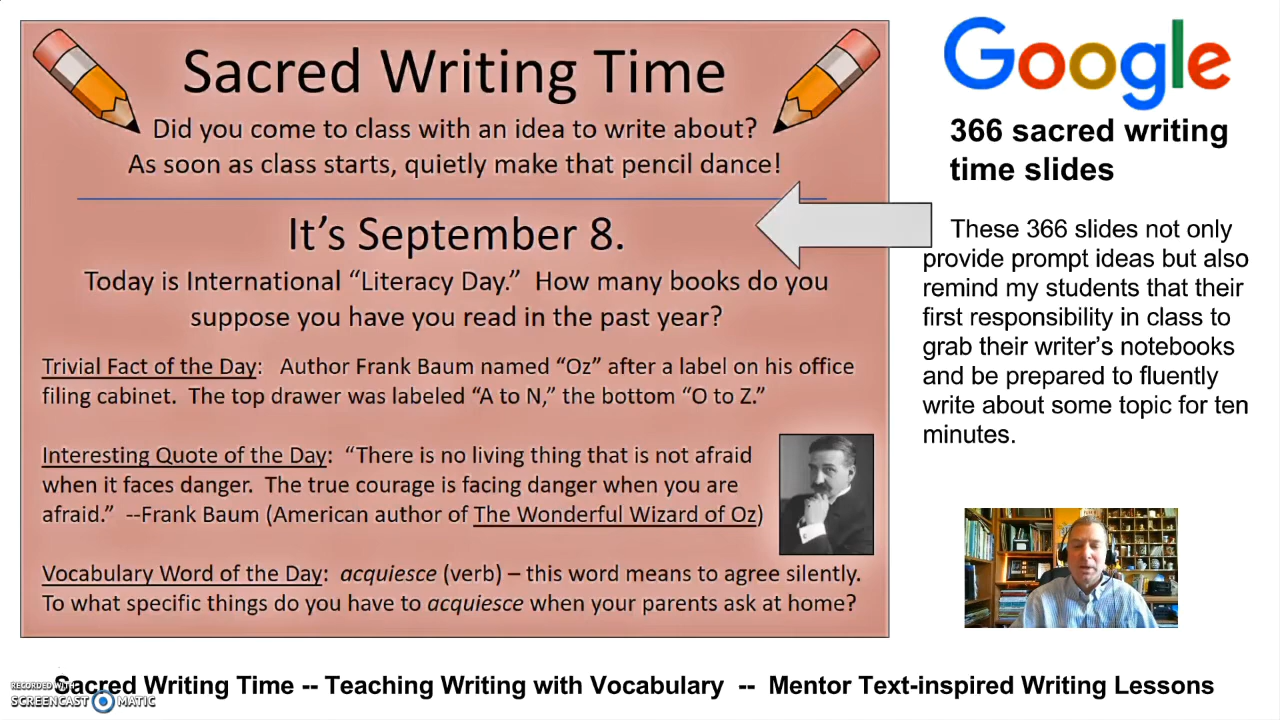 Sacred Writing Time
Did you come to class with an idea to write about?
As soon as class starts, quietly make that pencil dance!
It's September 8.
Today is International “Literacy Day.” How many books do you
suppose you have you read in the past year?
Trivial Fact of the Day: Author Frank Baum named “Oz” after a label on his office
filing cabinet. The top drawer was labeled “A to N,” the bottom “O to Z.”
Interesting Quote of the Day: “There is no living thing that is not afraid
when it faces danger. The true courage is facing danger when you are
afraid.” --Frank Baum (American author of The Wonderful Wizard of Oz)
Vocabulary Word of the Day: acquiesce (verb) – this word means to agree silently.
To what specific things do you have to acquiesce when your parents ask at home?
Google
366 sacred writing
time slides
These 366 slides not only
provide prompt ideas but also
remind my students that their
first responsibility in class to
grab their writer's notebooks
and be prepared to fluently
write about some topic for ten
minutes.
Sacred Writing Time -- Teaching Writing with Vocabulary -- Mentor Text-inspired Writing Lessons
RECORDED WITH
SCREENCAST MATIC